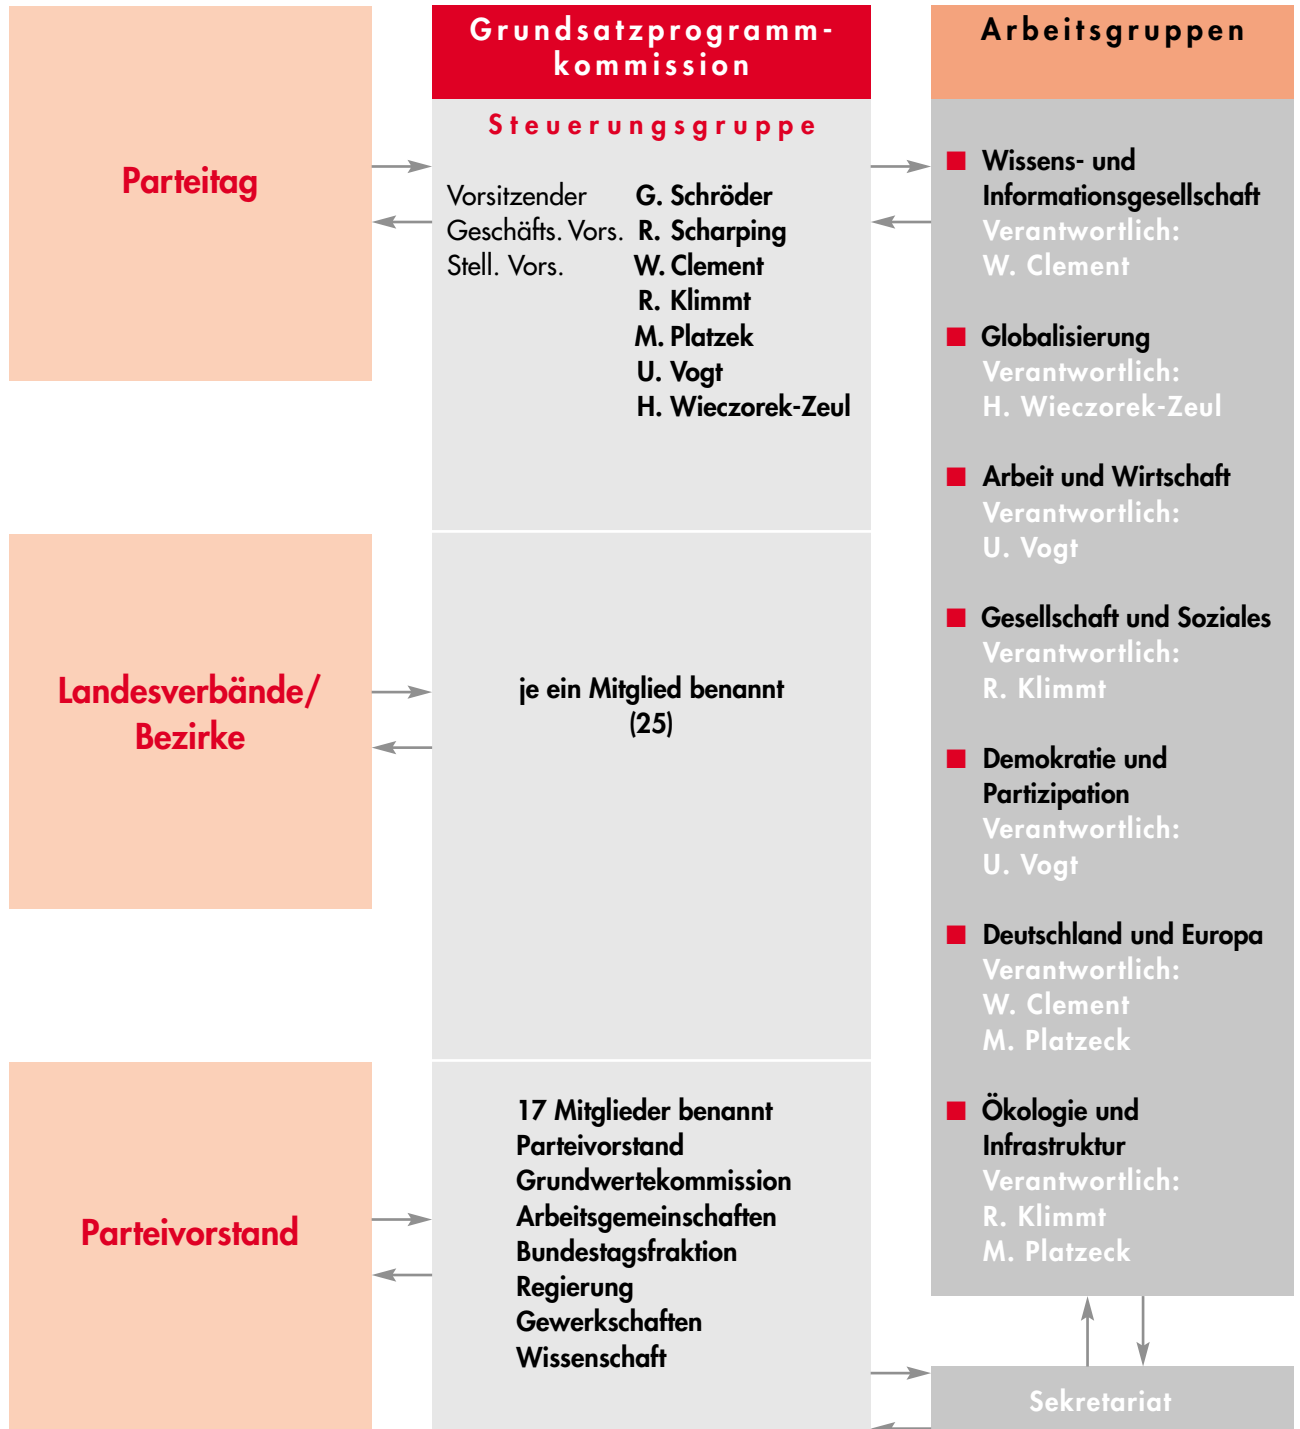 Parteitag
Landesverbände/
Bezirke
Parteivorstand
Grundsatzprogramm-
kommission
Steuerungsgruppe
Vorsitzender G. Schröder
Geschäfts. Vors. R. Scharping
Stell. Vors. W. Clement
R. Klimmt
M. Platzek
U. Vogt
H. Wieczorek-Zeul
je ein Mitglied benannt
(25)
17 Mitglieder benannt
Parteivorstand
Grundwertekommission
Arbeitsgemeinschaften
Bundestagsfraktion
Regierung
Gewerkschaften
Wissenschaft
Arbeitsgruppen
■ Wissens- und
Informationsgesellschaft
Verantwortlich:
W. Clement
■ Globalisierung
Verantwortlich:
H. Wieczorek-Zeul
■ Arbeit und Wirtschaft
Verantwortlich:
U. Vogt
■ Gesellschaft und Soziales
Verantwortlich:
R. Klimmt
■ Demokratie und
Partizipation
Verantwortlich:
U. Vogt
■ Deutschland und Europa
Verantwortlich:
W. Clement
M. Platzeck
■ Ökologie und
Infrastruktur
Verantwortlich:
R. Klimmt
M. Platzeck
Sekretariat